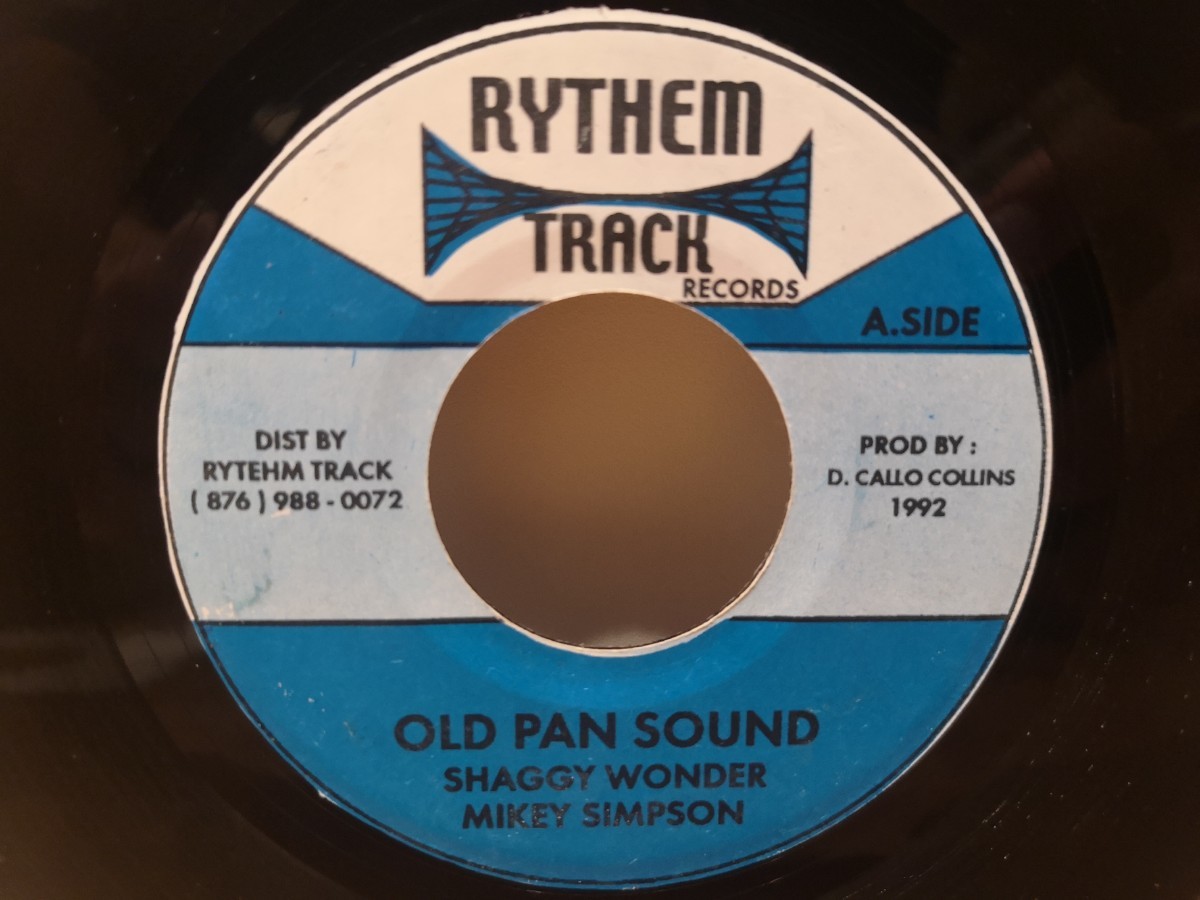 RYTHEM
TRACK
RECORDS
A.SIDE
DIST BY
RYTEHM TRACK
( 876 ) 988 - 0072
PROD BY :
D. CALLO COLLINS
1992
OLD PAN SOUND
SHAGGY WONDER
MIKEY SIMPSON